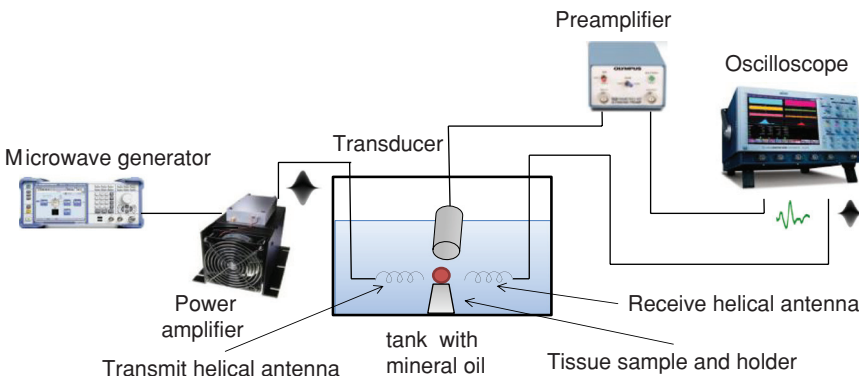 Preamplifier
OLYMPUS
Oscilloscope
Transducer
Microwave generator
Power
amplifier
Receive helical antenna
tank with
mineral oil
Transmit helical antenna
Tissue sample and holder